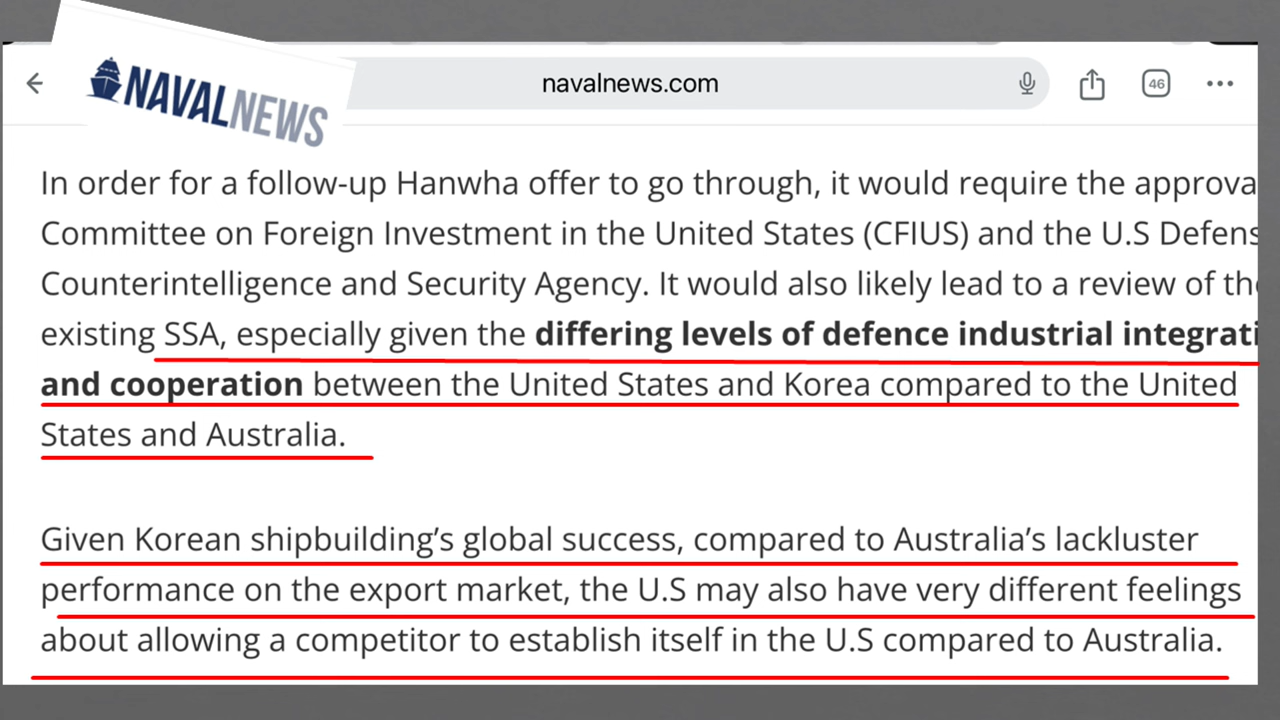 NAVALNEWS
navalnews.com
46
In order for a follow-up Hanwha offer to go through, it would require the approva
Committee on Foreign Investment in the United States (CFIUS) and the U.S Defens
Counterintelligence and Security Agency. It would also likely lead to a review of th
existing SSA, especially given the differing levels of defence industrial integrati
and cooperation between the United States and Korea compared to the United
States and Australia.
Given Korean shipbuilding’s global success, compared to Australia’s lackluster
performance on the export market, the U.S may also have very different feelings
about allowing a competitor to establish itself in the U.S compared to Australia.